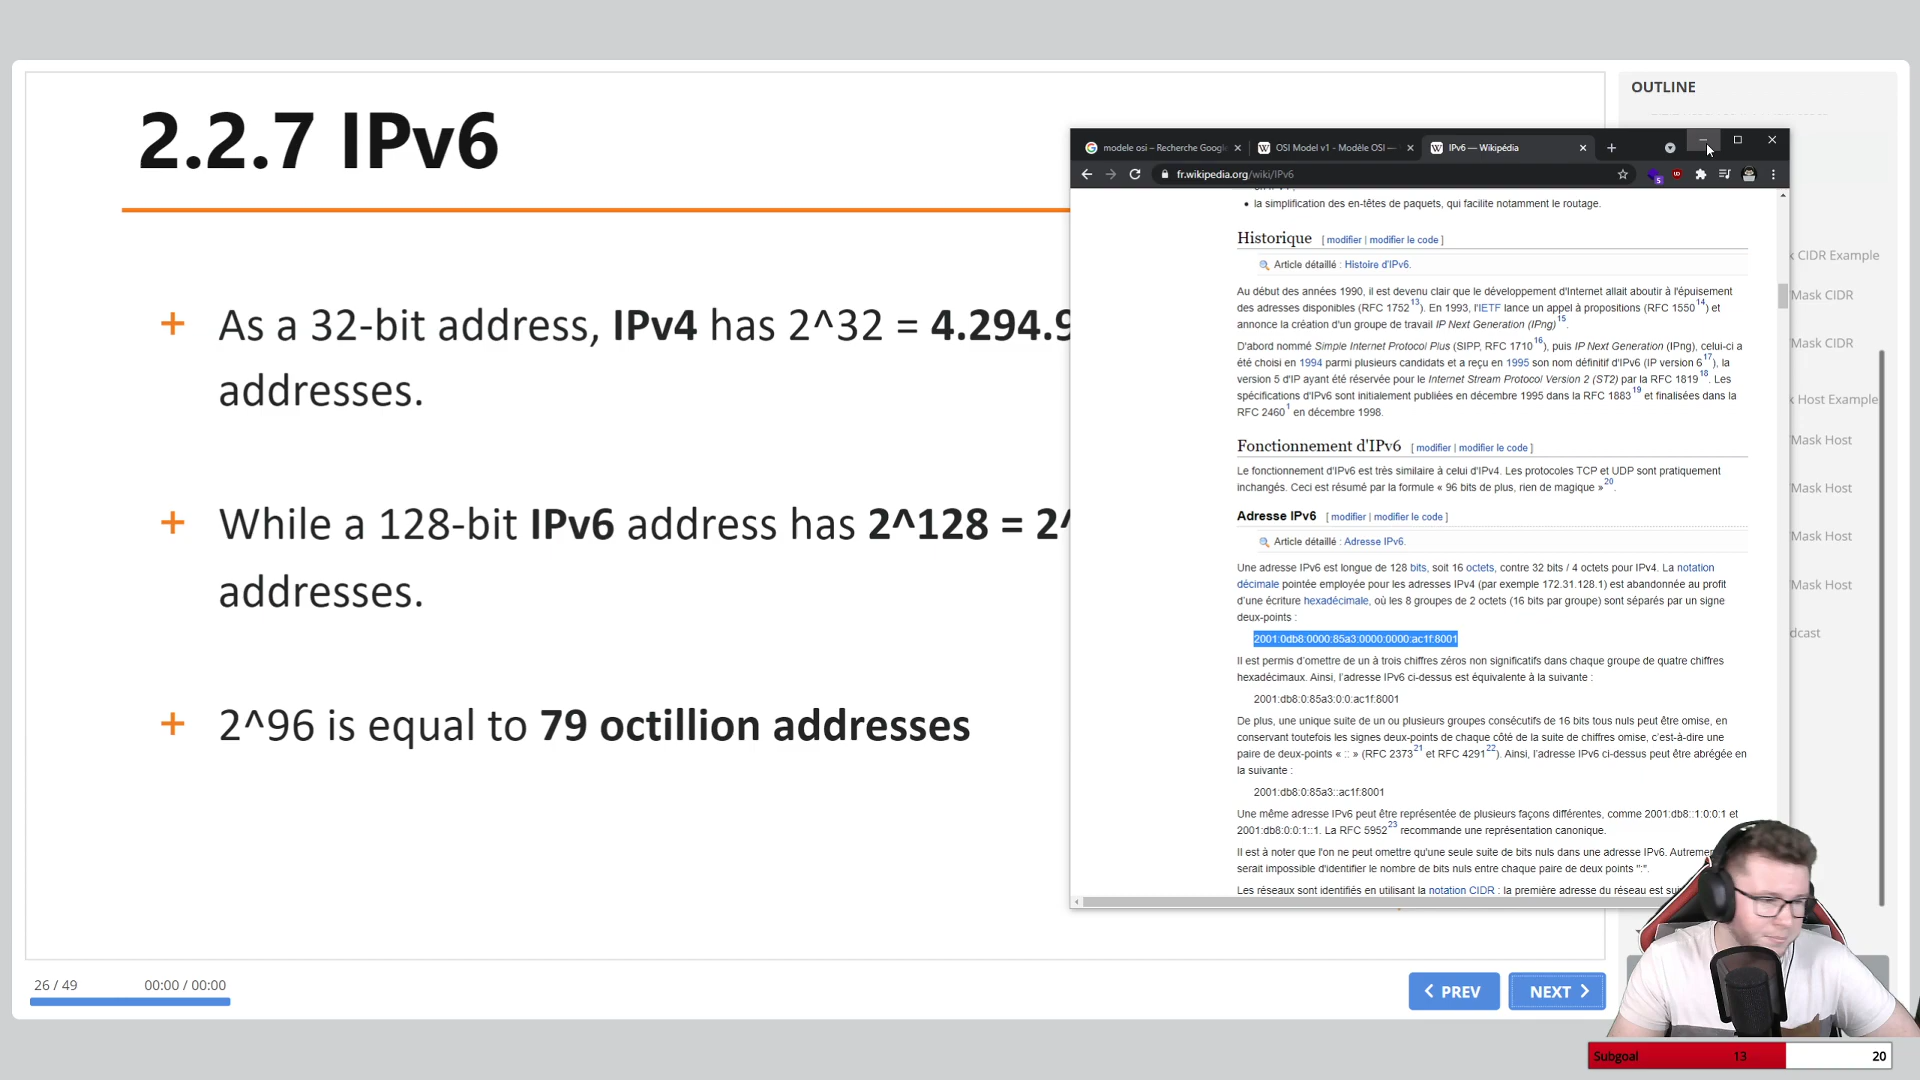 2.2.7 IPv6
As a 32-bit address, IPv4 has 2^32 = 4.294.9
addresses.
While a 128-bit IPv6 address has 2^128 = 2^
addresses.
2^96 is equal to 79 octillion addresses
26 / 49
00:00 / 00:00
PREV
NEXT
OUTLINE
CIDR Example
Mask CIDR
Mask CIDR
Host Example
Mask Host
Mask Host
Mask Host
Mask Host
dcast
modele osi – Recherche Googl
OSI Model v1 - Modèle OSI —
IPv6 — Wikipédia
fr.wikipedia.org/wiki/IPv6
la simplification des en-têtes de paquets, qui facilite notamment le routage.
Historique [ modifier | modifier le code ]
Article détaillé : Histoire d'IPv6.
Au début des années 1990, il est devenu clair que le développement d'Internet allait aboutir à l'épuisement
des adresses disponibles (RFC 1752 13). En 1993, l'IETF lance un appel à propositions (RFC 1550 14) et
annonce la création d'un groupe de travail IP Next Generation (IPng) 15.
D'abord nommé Simple Internet Protocol Plus (SIPP, RFC 1710 16), puis IP Next Generation (IPng), celui-ci a
été choisi en 1994 parmi plusieurs candidats et a reçu en 1995 son nom définitif d'IPv6 (IP version 6 17), la
version 5 d'IP ayant été réservée pour le Internet Stream Protocol Version 2 (ST2) par la RFC 1819 18. Les
spécifications d'IPv6 sont initialement publiées en décembre 1995 dans la RFC 1883 19 et finalisées dans la
RFC 2460 1 en décembre 1998.
Fonctionnement d'IPv6 [ modifier | modifier le code ]
Le fonctionnement d'IPv6 est très similaire à celui d'IPv4. Les protocoles TCP et UDP sont pratiquement
inchangés. Ceci est résumé par la formule « 96 bits de plus, rien de magique » 20.
Adresse IPv6 [ modifier | modifier le code ]
Article détaillé : Adresse IPv6.
Une adresse IPv6 est longue de 128 bits, soit 16 octets, contre 32 bits / 4 octets pour IPv4. La notation
décimale pointée employée pour les adresses IPv4 (par exemple 172.31.128.1) est abandonnée au profit
d'une écriture hexadécimale, où les 8 groupes de 2 octets (16 bits par groupe) sont séparés par un signe
deux-points :
2001:0db8:0000:85a3:0000:0000:ac1f:8001
Il est permis d'omettre de un à trois chiffres zéros non significatifs dans chaque groupe de quatre chiffres
hexadécimaux. Ainsi, l'adresse IPv6 ci-dessus est équivalente à la suivante :
2001:db8:0:85a3:0:0:ac1f:8001
De plus, une unique suite de un ou plusieurs groupes consécutifs de 16 bits tous nuls peut être omise, en
conservant toutefois les signes deux-points de chaque côté de la suite de chiffres omise, c'est-à-dire une
paire de deux-points « :: » (RFC 2373 21 et RFC 4291 22). Ainsi, l'adresse IPv6 ci-dessus peut être abrégée en
la suivante :
2001:db8:0:85a3::ac1f:8001
Une même adresse IPv6 peut être représentée de plusieurs façons différentes, comme 2001:db8::1:0:0:1 et
2001:db8:0:0:1::1. La RFC 5952 23 recommande une représentation canonique.
Il est à noter que l'on ne peut omettre qu'une seule suite de bits nuls dans une adresse IPv6. Autreme
serait impossible d'identifier le nombre de bits nuls entre chaque paire de deux points ":".
Les réseaux sont identifiés en utilisant la notation CIDR : la première adresse du réseau est sui
Subgoal 13 20